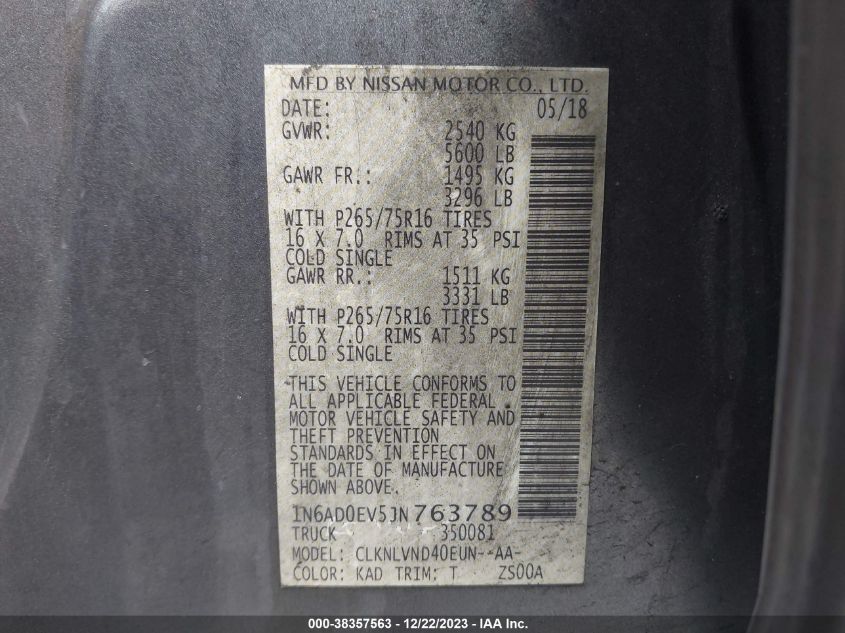 MFD BY NISSAN MOTOR CO., LTD.
DATE: 05/18
GVWR: 2540 KG
5600 LB
GAWR FR.: 1495 KG
3296 LB
WITH P265/75R16 TIRES
16 X 7.0 RIMS AT 35 PSI
COLD SINGLE
GAWR RR.: 1511 KG
3331 LB
WITH P265/75R16 TIRES
16 X 7.0 RIMS AT 35 PSI
COLD SINGLE
THIS VEHICLE CONFORMS TO
ALL APPLICABLE FEDERAL
MOTOR VEHICLE SAFETY AND
THEFT PREVENTION
STANDARDS IN EFFECT ON
THE DATE OF MANUFACTURE
SHOWN ABOVE.
1N6AD0EV5JN763789
TRUCK 350081
MODEL: CLKNLVND40EUN--AA-
COLOR: KAD TRIM: T ZS00A
000-38357563 - 12/22/2023 - IAA Inc.